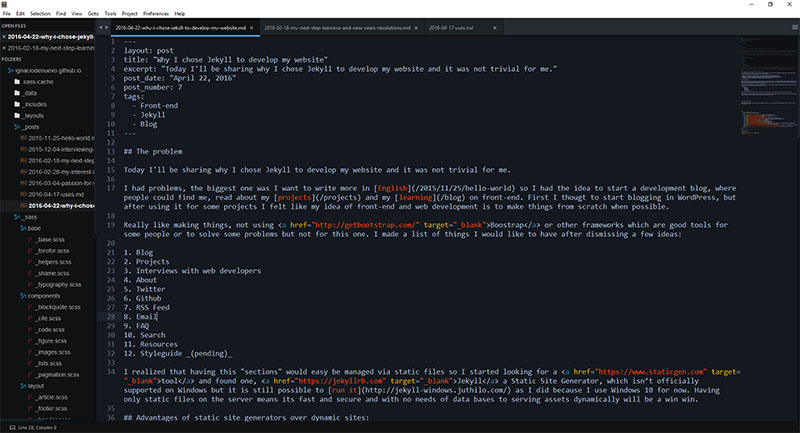 File Edit Selection Find View Goto Tools Project Preferences Help
OPEN FILES
2016-04-22-why-i-chose-jekyll-
2016-02-18-my-next-step-learnin
FOLDERS
ignaciodenuevo.github.io
.sass-cache
_data
_includes
_layouts
_posts
2015-11-25-hello-world.m
2015-12-04-interviewing-
2016-02-18-my-next-step-
2016-02-28-my-interest-i
2016-03-04-passion-for-
2016-04-17-uses.md
2016-04-22-why-i-chose-
_sass
base
_base.scss
_forofor.scss
_helpers.scss
_shame.scss
_typography.scss
components
_blockquote.scss
_cite.scss
_code.scss
_figure.scss
_images.scss
_lists.scss
_pagination.scss
layout
_article.scss
_footer.scss
2016-04-22-why-i-chose-jekyll-to-develop-my-website.md
2016-02-18-my-next-step-learning-and-new-years-resolutions.md
2016-04-17-uses.md
1 ---
2 layout: post
3 title: "Why I chose Jekyll to develop my website"
4 excerpt: "Today I'll be sharing why I chose Jekyll to develop my website and it was not trivial for me."
5 post_date: "April 22, 2016"
6 post_number: 7
7 tags:
8 - Front-end
9 - Jekyll
10 - Blog
11 ---
12
13 ## The problem
14
15 Today I'll be sharing why I chose Jekyll to develop my website and it was not trivial for me.
16
17 I had problems, the biggest one was I want to write more in [English](/2015/11/25/hello-world) so I had the idea to start a development blog, where
people could find me, read about my [projects](/projects) and my [learning](/blog) on front-end. First I thougt to start blogging in WordPress, but
after using it for some projects I felt like my idea of front-end and web development is to make things from scratch when possible.
18
19 Really like making things, not using <a href="http://getbootstrap.com/" target="_blank">Boostrap</a> or other frameworks which are good tools for
some people or to solve some problems but not for this one. I made a list of things I would like to have after dismissing a few ideas:
20
21 1. Blog
22 2. Projects
23 3. Interviews with web developers
24 4. About
25 5. Twitter
26 6. Github
27 7. RSS Feed
28 8. Email
29 9. FAQ
30 10. Search
31 11. Resources
32 12. Styleguide _(pending)_
33
34 I realized that having this "sections" would easy be managed via static files so I started looking for a <a href="https://www.staticgen.com" target=
"_blank">tool</a> and found one, <a href="https://jekyllrb.com" target="_blank">Jekyll</a> a Static Site Generator, which isn't officially
supported on Windows but it is still possible to [run it](http://jekyll-windows.juthilo.com/) as I did because I use Windows 10 for now. Having
only static files on the server means its fast and secure and with no needs of data bases to serving assets dynamically will be a win win.
35
36 ## Advantages of static site generators over dynamic sites:
Line 28, Column 9